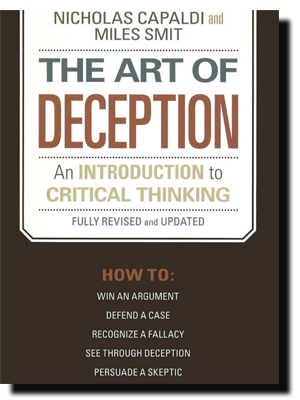 NICHOLAS CAPALDI and
MILES SMIT
THE ART OF
DECEPTION
An INTRODUCTION to
CRITICAL THINKING
FULLY REVISED and UPDATED
HOW TO:
WIN AN ARGUMENT
DEFEND A CASE
RECOGNIZE A FALLACY
SEE THROUGH DECEPTION
PERSUADE A SKEPTIC